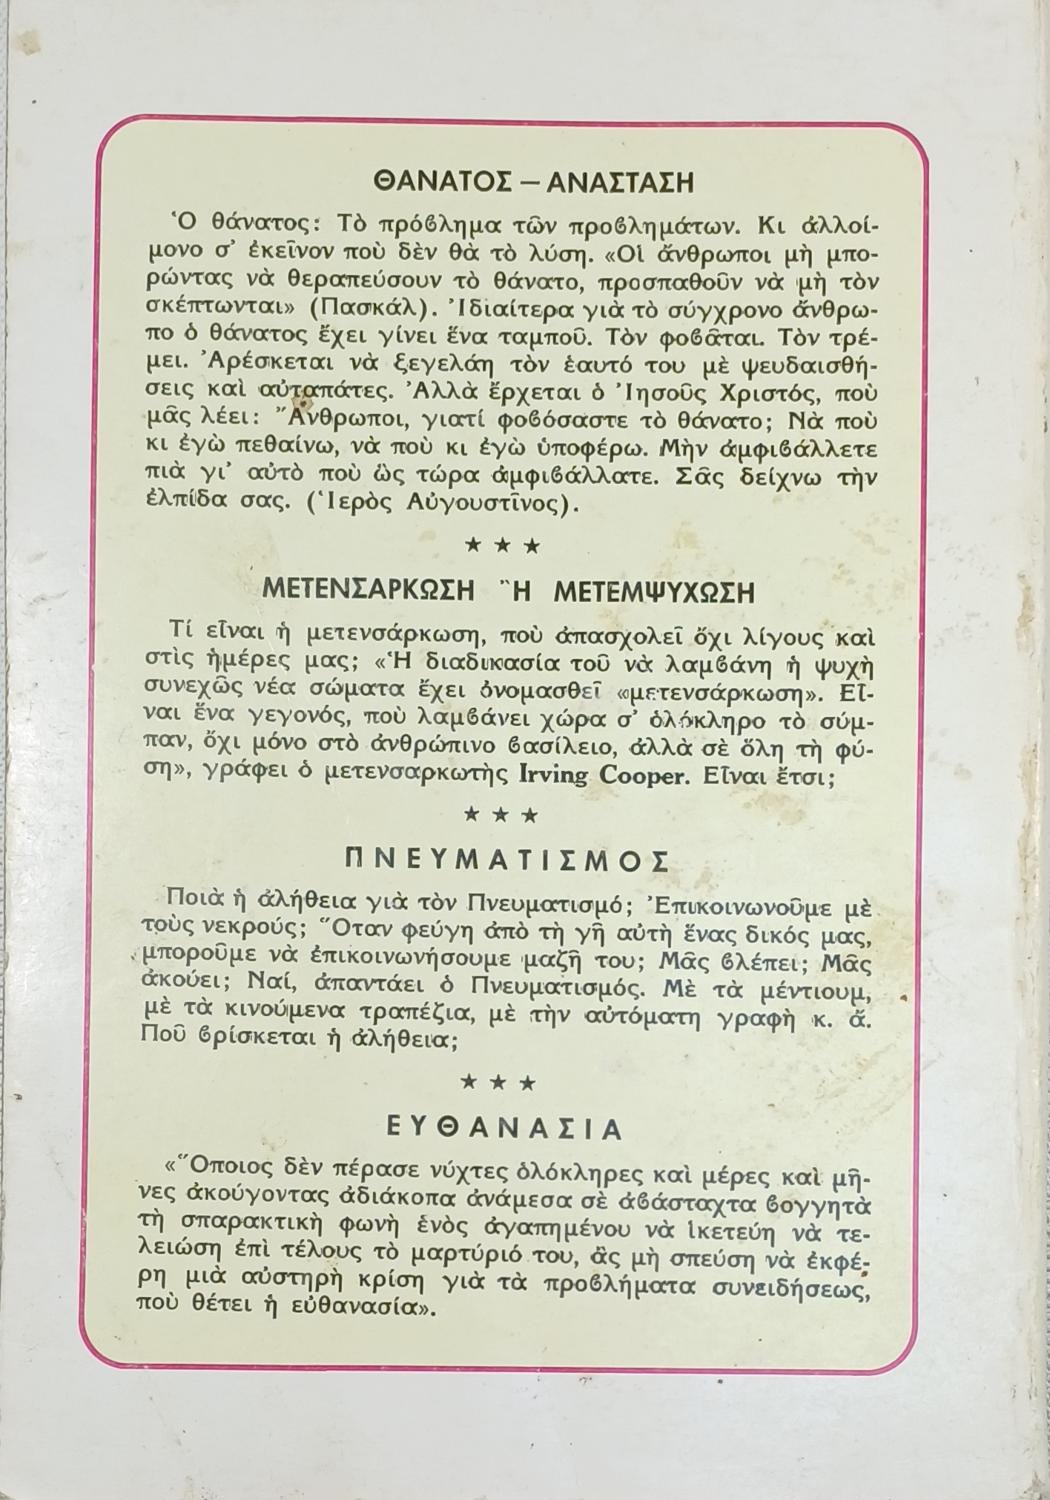 ΘΑΝΑΤΟΣ – ΑΝΑΣΤΑΣΗ
Ὁ θάνατος: Τὸ πρόβλημα τῶν προβλημάτων. Κι ἀλλοί-
μονο σ' ἐκεῖνον ποὺ δὲν θὰ τὸ λύση. «Οἱ ἄνθρωποι μὴ μπο-
ρώντας νὰ θεραπεύσουν τὸ θάνατο, προσπαθοῦν νὰ μὴ τὸν
σκέπτωνται» (Πασκάλ). Ἰδιαίτερα γιὰ τὸ σύγχρονο ἄνθρω-
πο ὁ θάνατος ἔχει γίνει ἕνα ταμποῦ. Τὸν φοβᾶται. Τὸν τρέ-
μει. Ἀρέσκεται νὰ ξεγελάη τὸν ἑαυτό του μὲ ψευδαισθή-
σεις καὶ αὐταπάτες. Ἀλλὰ ἔρχεται ὁ Ἰησοῦς Χριστός, ποὺ
μᾶς λέει: "Ἄνθρωποι, γιατί φοβόσαστε τὸ θάνατο; Νὰ ποὺ
κι ἐγὼ πεθαίνω, νὰ ποὺ κι ἐγὼ ὑποφέρω. Μὴν ἀμφιβάλλετε
πιὰ γι' αὐτὸ ποὺ ὡς τώρα ἀμφιβάλλατε. Σᾶς δείχνω τὴν
ἐλπίδα σας. (Ἱερὸς Αὐγουστῖνος).
★ ★ ★
ΜΕΤΕΝΣΑΡΚΩΣΗ Ἢ ΜΕΤΕΜΨΥΧΩΣΗ
Τί εἶναι ἡ μετενσάρκωση, ποὺ ἀπασχολεῖ ὄχι λίγους καὶ
στὶς ἡμέρες μας; «Ἡ διαδικασία τοῦ νὰ λαμβάνη ἡ ψυχὴ
συνεχῶς νέα σώματα ἔχει ὀνομασθεῖ «μετενσάρκωση». Εἶ-
ναι ἕνα γεγονός, ποὺ λαμβάνει χώρα σ' ὁλόκληρο τὸ σύμ-
παν, ὄχι μόνο στὸ ἀνθρώπινο βασίλειο, ἀλλὰ σὲ ὅλη τὴ φύ-
ση», γράφει ὁ μετενσαρκωτὴς Irving Cooper. Εἶναι ἔτσι;
★ ★ ★
ΠΝΕΥΜΑΤΙΣΜΟΣ
Ποιὰ ἡ ἀλήθεια γιὰ τὸν Πνευματισμό; Ἐπικοινωνοῦμε μὲ
τοὺς νεκρούς; Ὅταν φεύγη ἀπὸ τὴ γῆ αὐτὴ ἕνας δικός μας,
μποροῦμε νὰ ἐπικοινωνήσουμε μαζῆ του; Μᾶς βλέπει; Μᾶς
ἀκούει; Ναί, ἀπαντάει ὁ Πνευματισμός. Μὲ τὰ μέντιουμ,
μὲ τὰ κινούμενα τραπέζια, μὲ τὴν αὐτόματη γραφὴ κ. ἄ.
Ποῦ βρίσκεται ἡ ἀλήθεια;
★ ★ ★
ΕΥΘΑΝΑΣΙΑ
«Ὅποιος δὲν πέρασε νύχτες ὁλόκληρες καὶ μέρες καὶ μῆ-
νες ἀκούγοντας ἀδιάκοπα ἀνάμεσα σὲ ἀβάσταχτα βογγητὰ
τὴ σπαρακτικὴ φωνὴ ἑνὸς ἀγαπημένου νὰ ἱκετεύη νὰ τε-
λειώση ἐπὶ τέλους τὸ μαρτύριό του, ἂς μὴ σπεύση νὰ ἐκφέ-
ρη μιὰ αὐστηρὴ κρίση γιὰ τὰ προβλήματα συνειδήσεως,
ποὺ θέτει ἡ εὐθανασία».